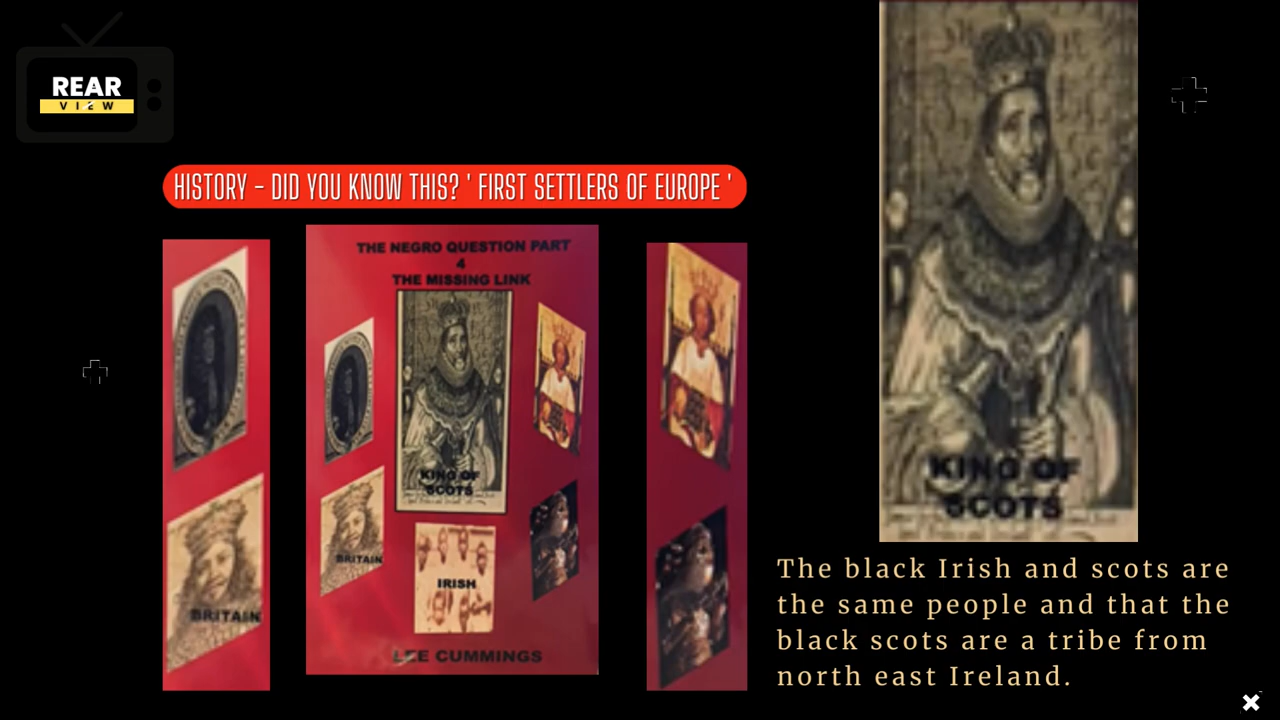 REAR
VIEW
HISTORY - DID YOU KNOW THIS? ' FIRST SETTLERS OF EUROPE '
THE NEGRO QUESTION PART
4
THE MISSING LINK
KING OF
SCOTS
BRITAIN
IRISH
LEE CUMMINGS
BRITAIN
KING OF
SCOTS
The black Irish and scots are
the same people and that the
black scots are a tribe from
north east Ireland.